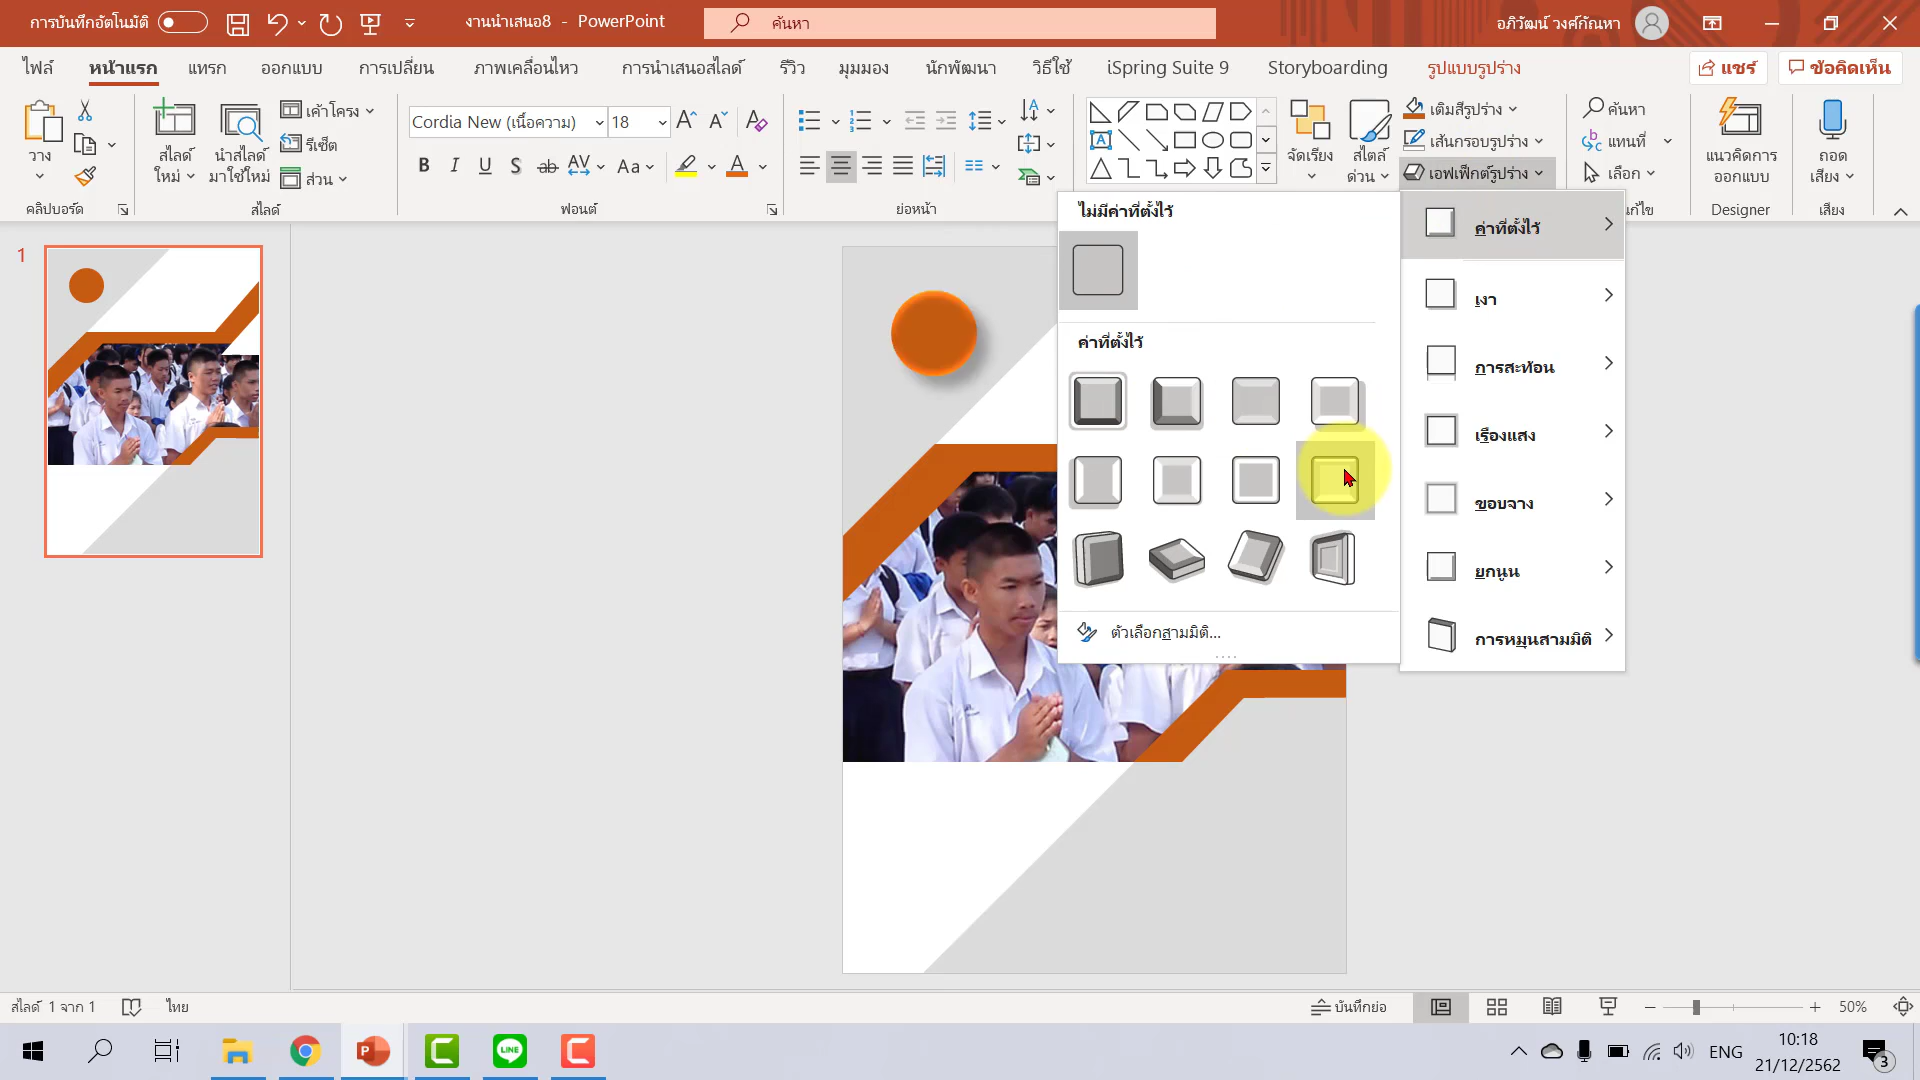 การบันทึกอัตโนมัติ
งานนำเสนอ8 - PowerPoint
ค้นหา
อภิวัฒน์ วงศ์กัณหา
ไฟล์ หน้าแรก แทรก ออกแบบ การเปลี่ยน ภาพเคลื่อนไหว การนำเสนอสไลด์ รีวิว มุมมอง นักพัฒนา วิธีใช้ iSpring Suite 9 Storyboarding รูปแบบรูปร่าง
แชร์
ข้อคิดเห็น
วาง
คลิปบอร์ด
สไลด์
ใหม่
นำสไลด์
มาใช้ใหม่
เค้าโครง
รีเซ็ต
ส่วน
สไลด์
Cordia New (เนื้อความ) 18
B I U S ab AV Aa A
ฟอนต์
ย่อหน้า
จัดเรียง
สไตล์
ด่วน
เติมสีรูปร่าง
เส้นกรอบรูปร่าง
เอฟเฟ็กต์รูปร่าง
ค้นหา
แทนที่
เลือก
แนวคิดการ
ออกแบบ
Designer
ถอด
เสียง
เสียง
ไม่มีค่าที่ตั้งไว้
ค่าที่ตั้งไว้
ตัวเลือกสามมิติ...
ค่าที่ตั้งไว้
เงา
การสะท้อน
เรืองแสง
ขอบจาง
ยกนูน
การหมุนสามมิติ
1
สไลด์ 1 จาก 1
ไทย
บันทึกย่อ
50%
LINE
ENG
10:18
21/12/2562
3